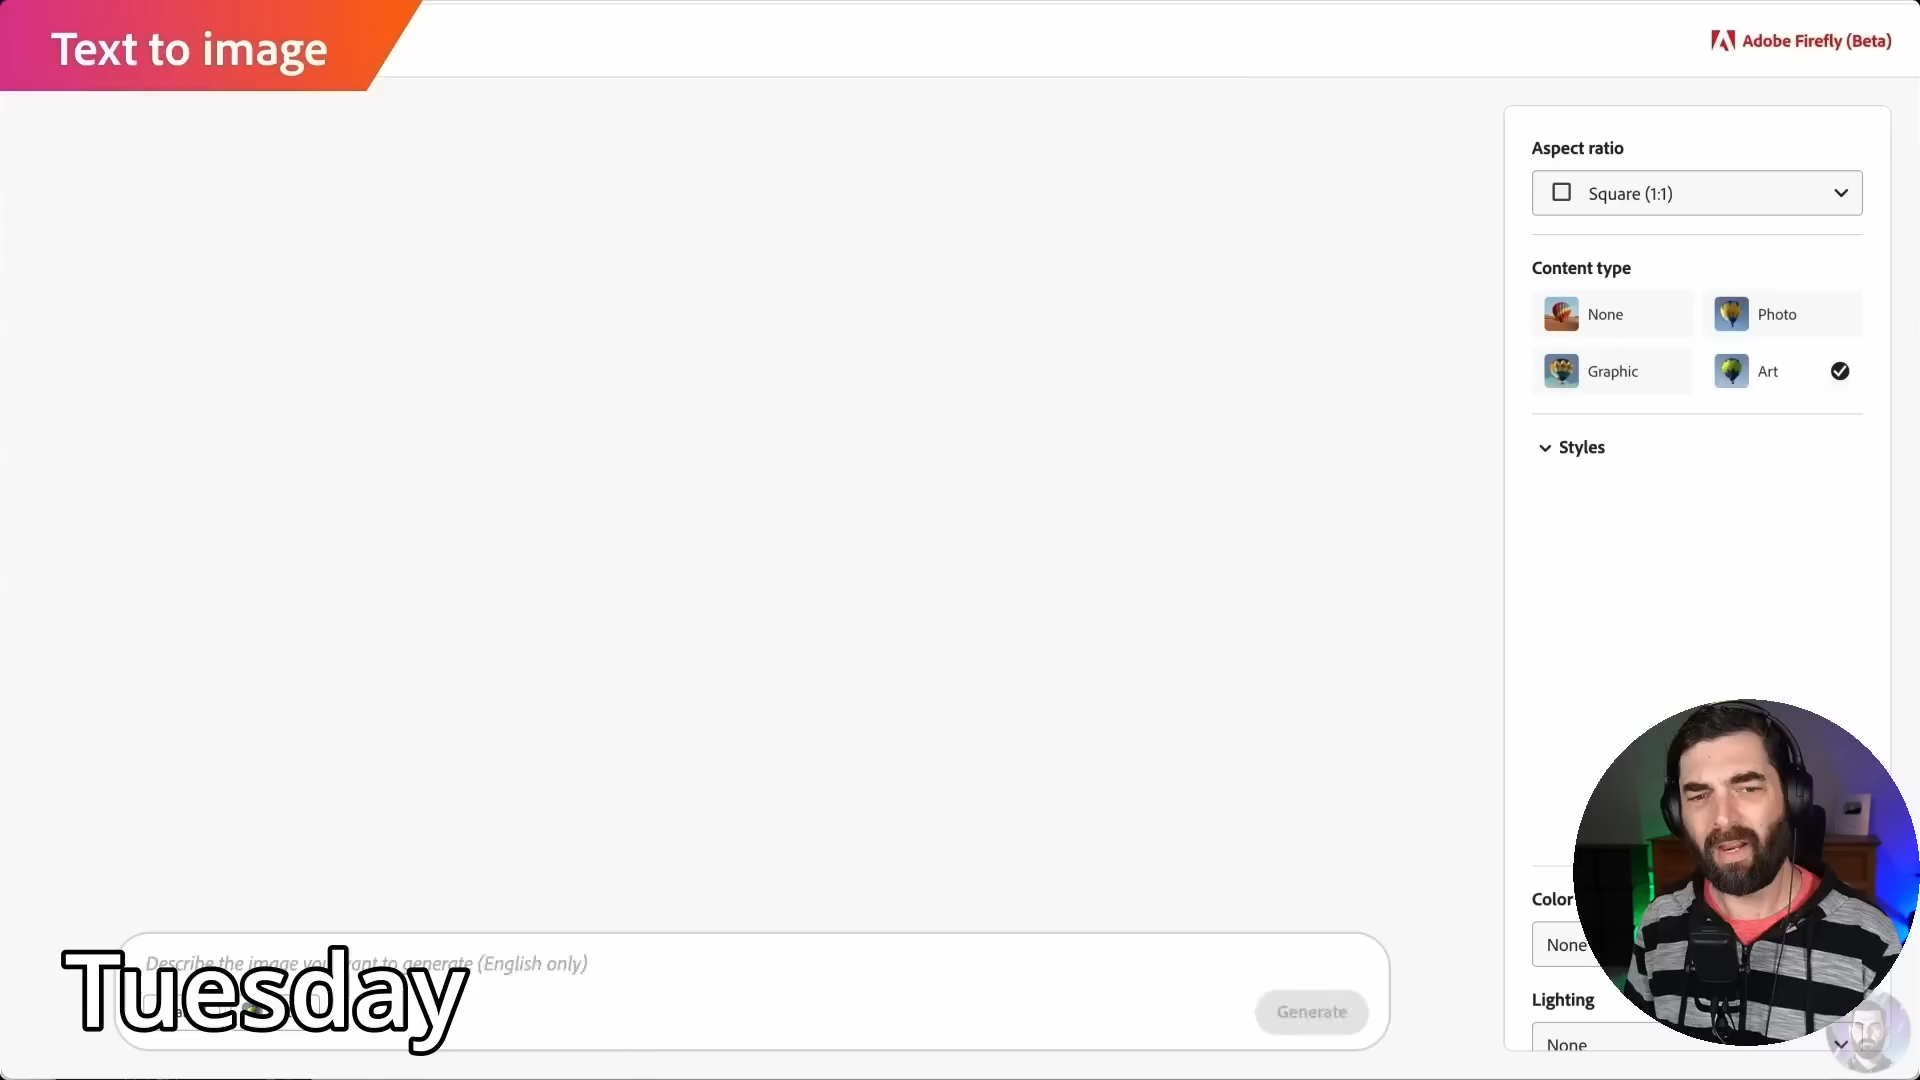 Text to image
Adobe Firefly (Beta)
Aspect ratio
Square (1:1)
Content type
None
Photo
Graphic
Art
Styles
Color
None
Lighting
None
Describe the image you want to generate (English only)
Tuesday
Generate